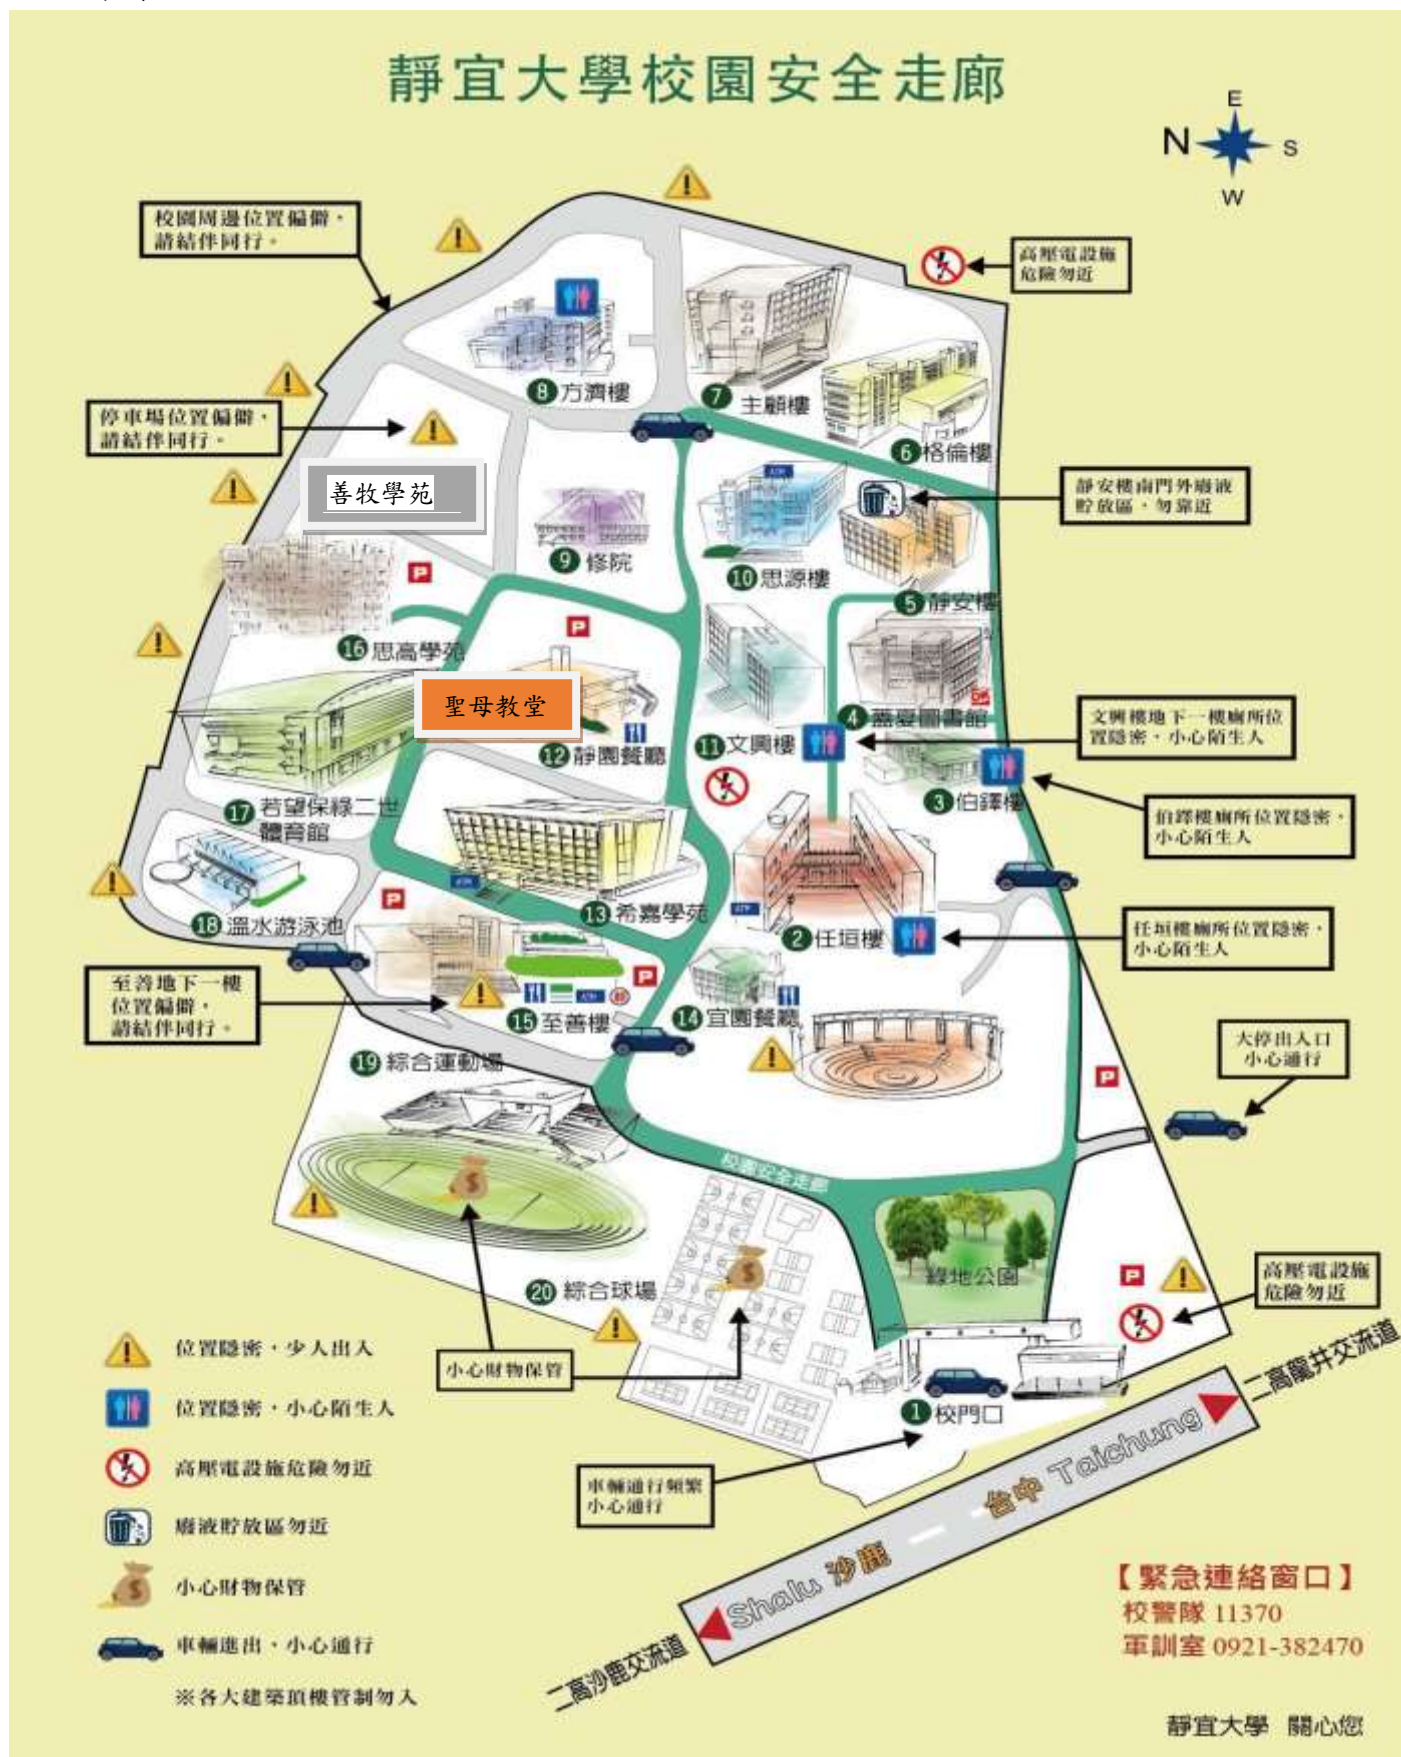 靜宜大學校園安全走廊
E
N
S
W
校園周邊位置偏僻，
請結伴同行。
高壓電設施
危險勿近
8 方濟樓
7 主顧樓
6 格倫樓
停車場位置偏僻，
請結伴同行。
善牧學苑
ATM
靜安樓南門外廢液
貯放區，勿靠近
9 修院
10 思源樓
5 靜安樓
P
P
16 思高學苑
聖母教堂
12 靜園餐廳
11 文興樓
4 蓋夏圖書館
文興樓地下一樓廁所位
置隱密，小心陌生人
3 伯鐸樓
伯鐸樓廁所位置隱密，
小心陌生人
17 若望保祿二世
體育館
18 溫水游泳池
P
ATM
13 希嘉學苑
ATM
2 任垣樓
任垣樓廁所位置隱密，
小心陌生人
至善地下一樓
位置偏僻，
請結伴同行。
P
ATM
15 至善樓
14 宜園餐廳
大停出入口
小心通行
P
19 綜合運動場
校園安全走廊
$
綠地公園
20 綜合球場
$
P
高壓電設施
危險勿近
小心財物保管
1 校門口
車輛通行頻繁
小心通行
二高龍井交流道
台中 Taichung
Shalu 沙鹿
二高沙鹿交流道
位置隱密，少人出入
位置隱密，小心陌生人
高壓電設施危險勿近
廢液貯放區勿近
$
小心財物保管
車輛進出，小心通行
※各大建築頂樓管制勿入
【緊急連絡窗口】
校警隊 11370
軍訓室 0921-382470
靜宜大學 關心您